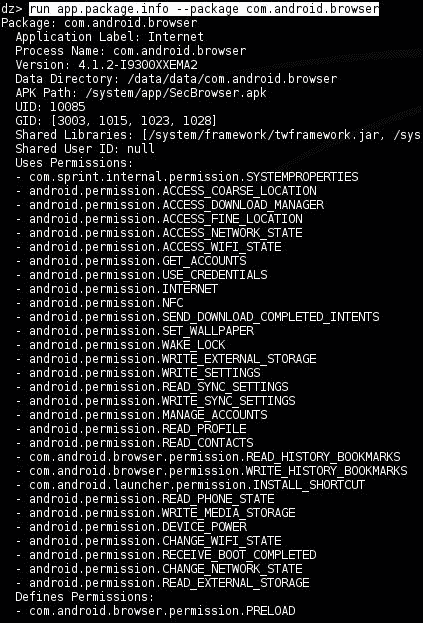 dz> run app.package.info --package com.android.browser
Package: com.android.browser
Application Label: Internet
Process Name: com.android.browser
Version: 4.1.2-I9300XXEMA2
Data Directory: /data/data/com.android.browser
APK Path: /system/app/SecBrowser.apk
UID: 10085
GID: [3003, 1015, 1023, 1028]
Shared Libraries: [/system/framework/twframework.jar, /sys
Shared User ID: null
Uses Permissions:
- com.sprint.internal.permission.SYSTEMPROPERTIES
- android.permission.ACCESS_COARSE_LOCATION
- android.permission.ACCESS_DOWNLOAD_MANAGER
- android.permission.ACCESS_FINE_LOCATION
- android.permission.ACCESS_NETWORK_STATE
- android.permission.ACCESS_WIFI_STATE
- android.permission.GET_ACCOUNTS
- android.permission.USE_CREDENTIALS
- android.permission.INTERNET
- android.permission.NFC
- android.permission.SEND_DOWNLOAD_COMPLETED_INTENTS
- android.permission.SET_WALLPAPER
- android.permission.WAKE_LOCK
- android.permission.WRITE_EXTERNAL_STORAGE
- android.permission.WRITE_SETTINGS
- android.permission.READ_SYNC_SETTINGS
- android.permission.WRITE_SYNC_SETTINGS
- android.permission.MANAGE_ACCOUNTS
- android.permission.READ_PROFILE
- android.permission.READ_CONTACTS
- com.android.browser.permission.READ_HISTORY_BOOKMARKS
- com.android.browser.permission.WRITE_HISTORY_BOOKMARKS
- com.android.launcher.permission.INSTALL_SHORTCUT
- android.permission.READ_PHONE_STATE
- android.permission.WRITE_MEDIA_STORAGE
- android.permission.DEVICE_POWER
- android.permission.CHANGE_WIFI_STATE
- android.permission.RECEIVE_BOOT_COMPLETED
- android.permission.CHANGE_NETWORK_STATE
- android.permission.READ_EXTERNAL_STORAGE
Defines Permissions:
- com.android.browser.permission.PRELOAD